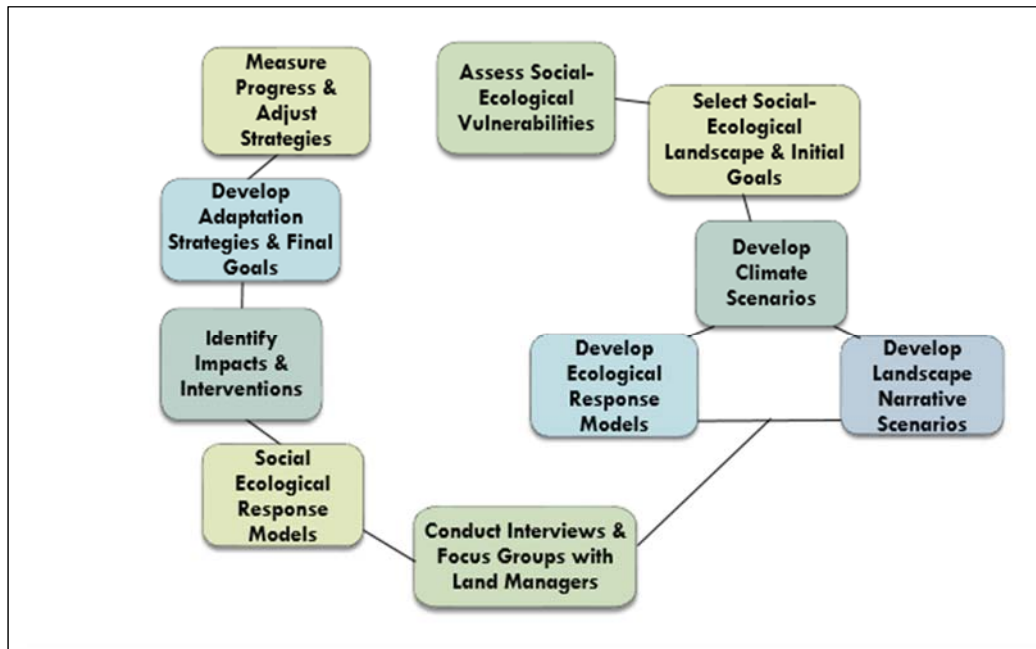 Measure
Progress &
Adjust
Strategies
Assess Social-
Ecological
Vulnerabilities
Select Social-
Ecological
Landscape & Initial
Goals
Develop
Adaptation
Strategies & Final
Goals
Develop
Climate
Scenarios
Identify
Impacts &
Interventions
Develop
Ecological
Response
Models
Develop
Landscape
Narrative
Scenarios
Social
Ecological
Response
Models
Conduct Interviews &
Focus Groups with
Land Managers